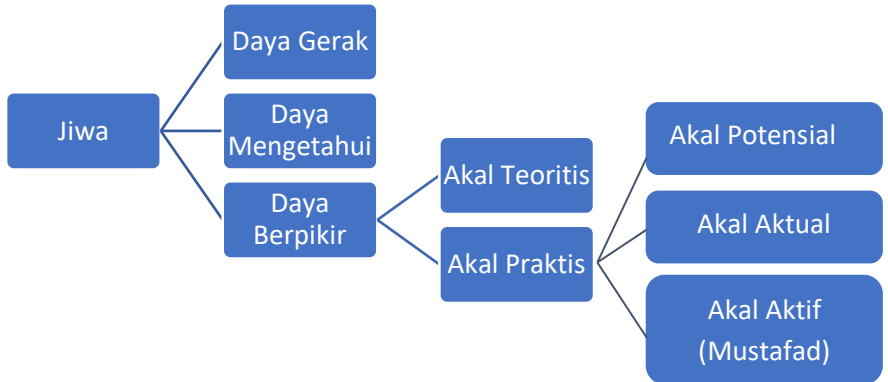 Jiwa
Daya Gerak
Daya
Mengetahui
Daya
Berpikir
Akal Teoritis
Akal Praktis
Akal Potensial
Akal Aktual
Akal Aktif
(Mustafad)